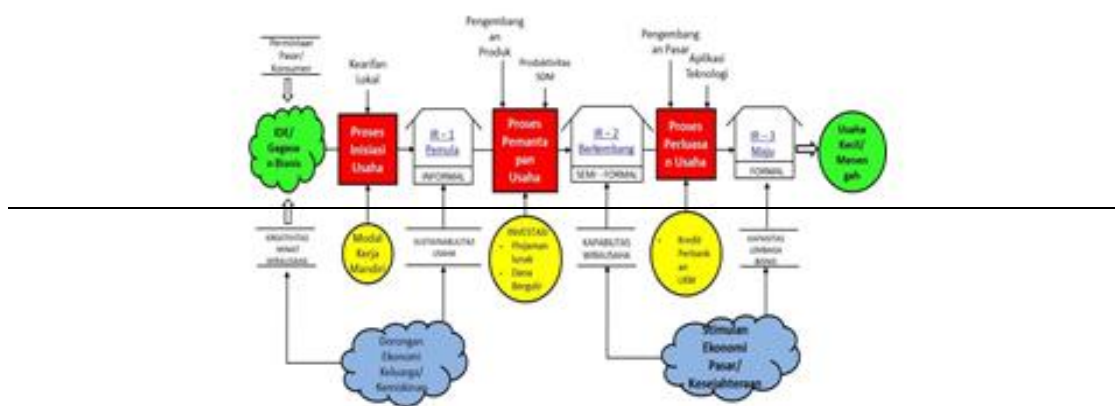 Permintaan
Pasar/
Konsumen
Kearifan
Lokal
Pengembang
an
Produk
Produktivitas
SDM
Pengembang
an Pasar
Aplikasi
Teknologi
IDE/
Gagasa
n Bisnis
Proses
Inisiasi
Usaha
IR - 1
Pemula
INFORMAL
Proses
Pemanta
pan
Usaha
IR - 2
Berkembang
SEMI - FORMAL
Proses
Perluasa
n Usaha
IR - 3
Maju
FORMAL
Usaha
Kecil/
Menen
gah
KREATIVITAS
MINAT
WIRAUSAHA
Modal
Kerja
Mandiri
SUSTAINABILITAS
USAHA
INVESTASI
- Pinjaman
lunak
- Dana
Bergulir
KAPABILITAS
WIRAUSAHA
- Kredit
Perbank
an
UKM
KAPASITAS
LEMBAGA
BISNIS
Dorongan
Ekonomi
Keluarga/
Kemiskinan
Stimulan
Ekonomi
Pasar/
Kesejahteraan